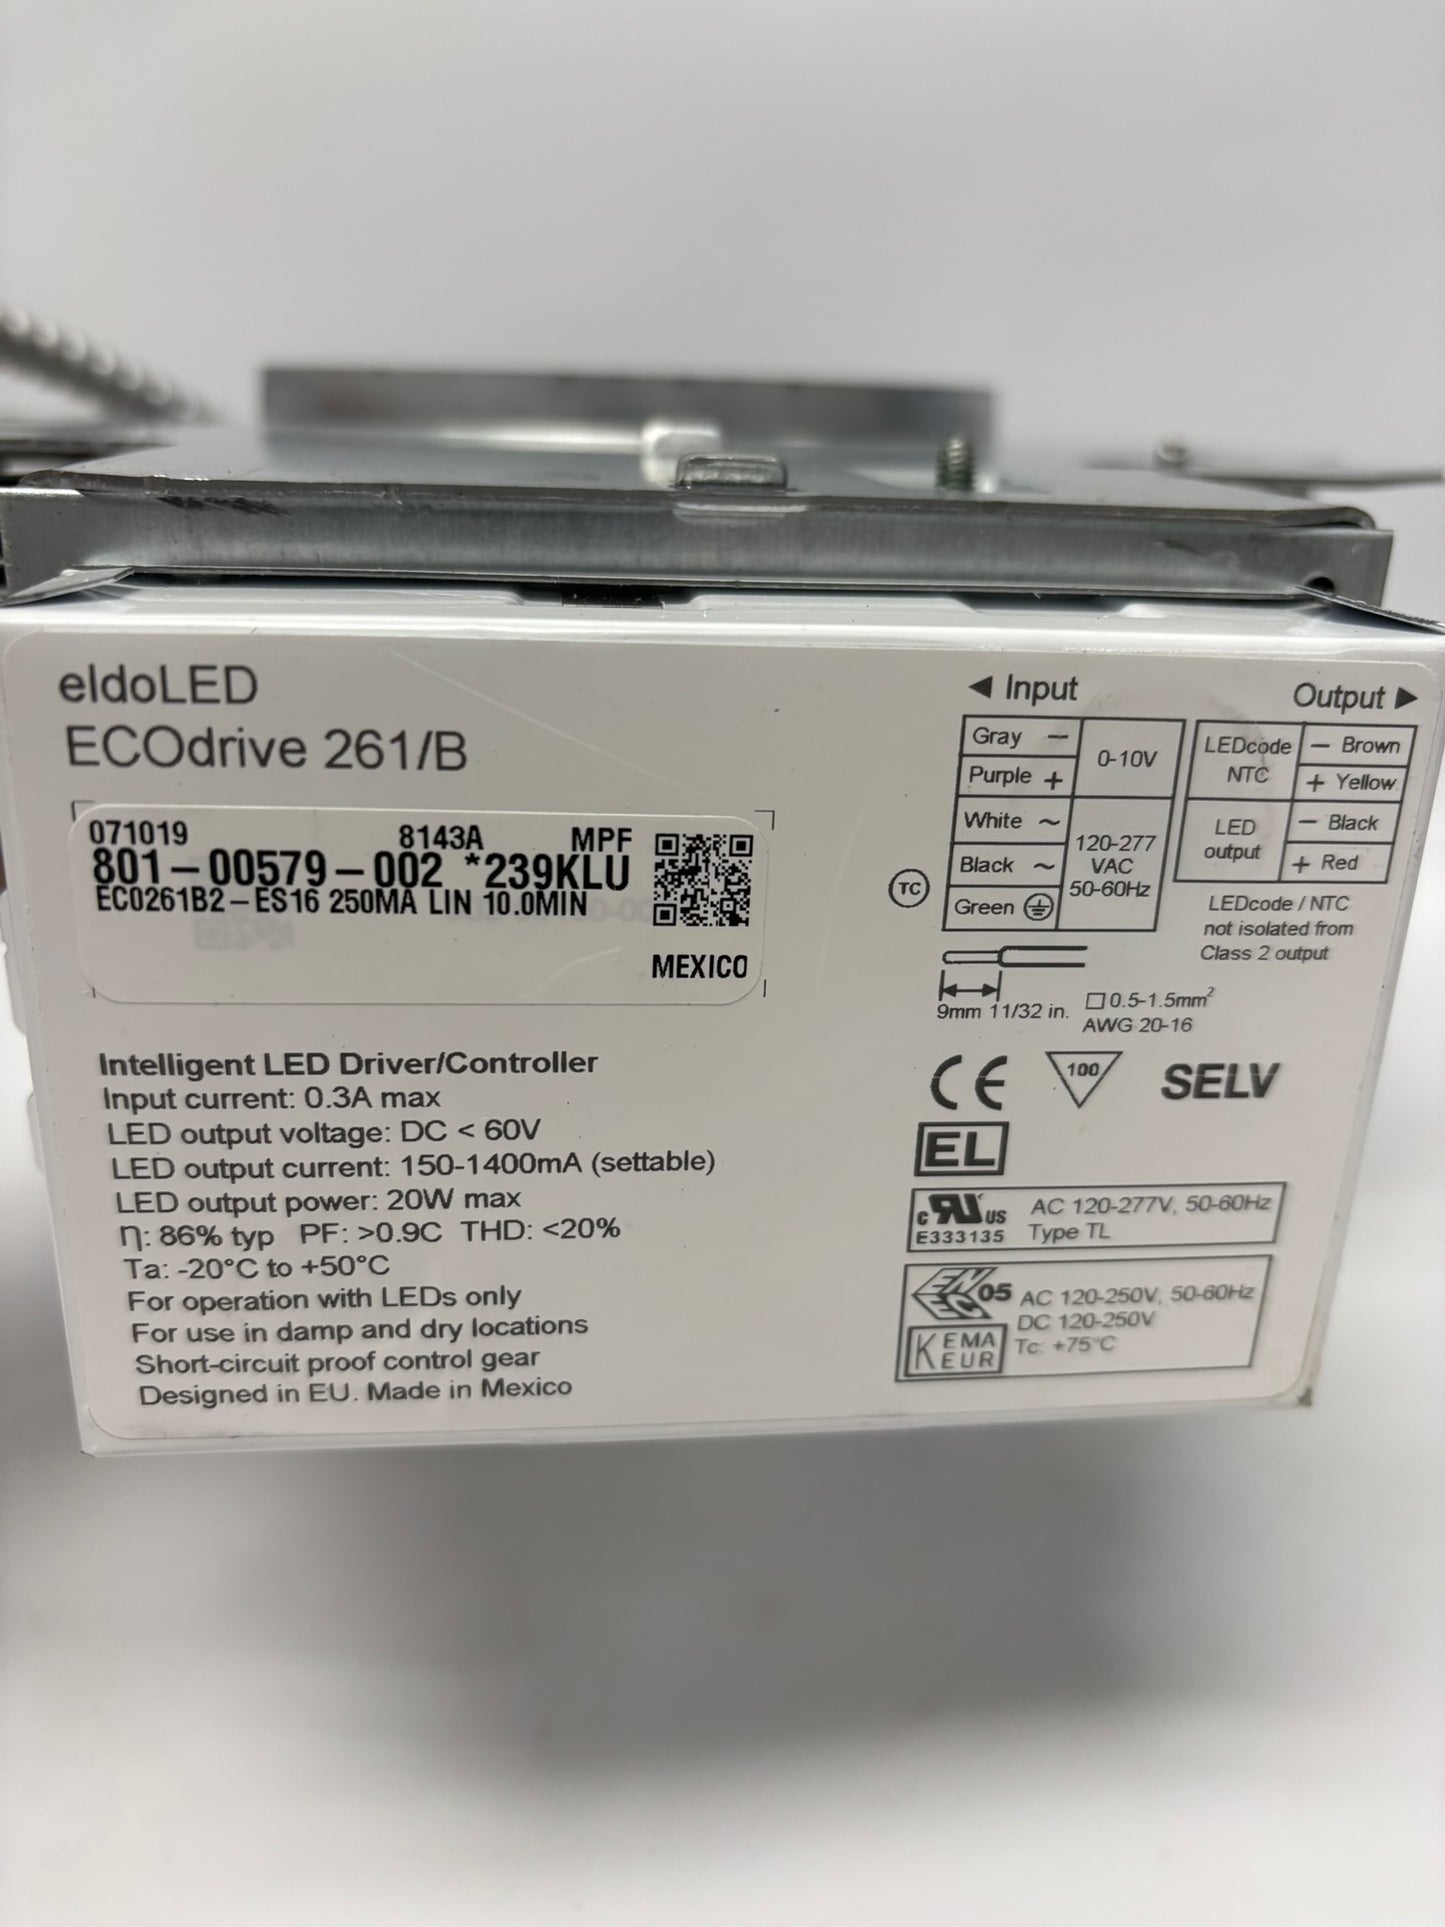 eldoLED
ECOdrive 261/B
071019 8143A MPF
801-00579-002 *239KLU
EC0261B2-ES16 250MA LIN 10.0MIN
MEXICO
Intelligent LED Driver/Controller
Input current: 0.3A max
LED output voltage: DC < 60V
LED output current: 150-1400mA (settable)
LED output power: 20W max
η: 86% typ PF: >0.9C THD: <20%
Ta: -20°C to +50°C
For operation with LEDs only
For use in damp and dry locations
Short-circuit proof control gear
Designed in EU. Made in Mexico
◀ Input
Gray −
Purple +
0-10V
White ~
Black ~
Green
120-277
VAC
50-60Hz
TC
Output ▶
LEDcode
NTC
− Brown
+ Yellow
LED
output
− Black
+ Red
LEDcode / NTC
not isolated from
Class 2 output
9mm 11/32 in.
0.5-1.5mm²
AWG 20-16
CE
100
SELV
EL
c RU US
E333135
AC 120-277V, 50-60Hz
Type TL
ENEC 05
KEMA
EUR
AC 120-250V, 50-60Hz
DC 120-250V
Tc: +75°C